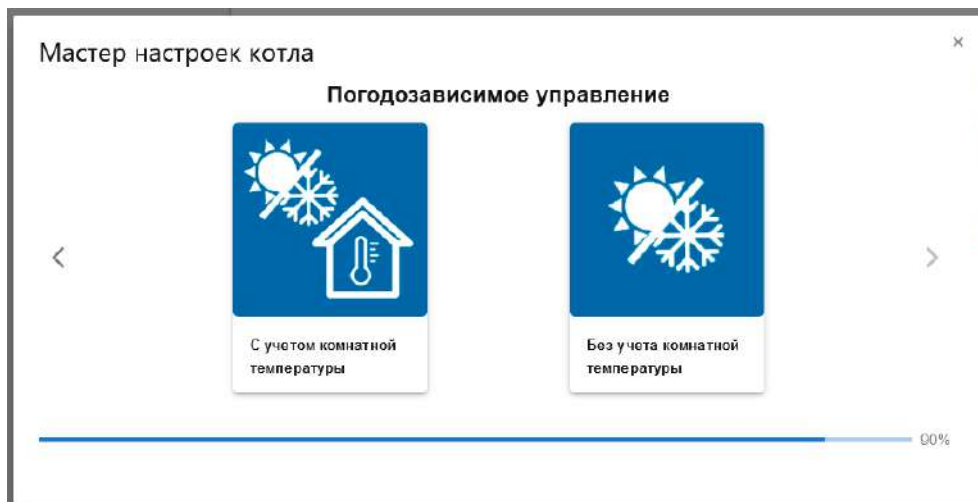 Мастер настроек котла
Погодозависимое управление
С учетом комнатной
температуры
Без учета комнатной
температуры
90%